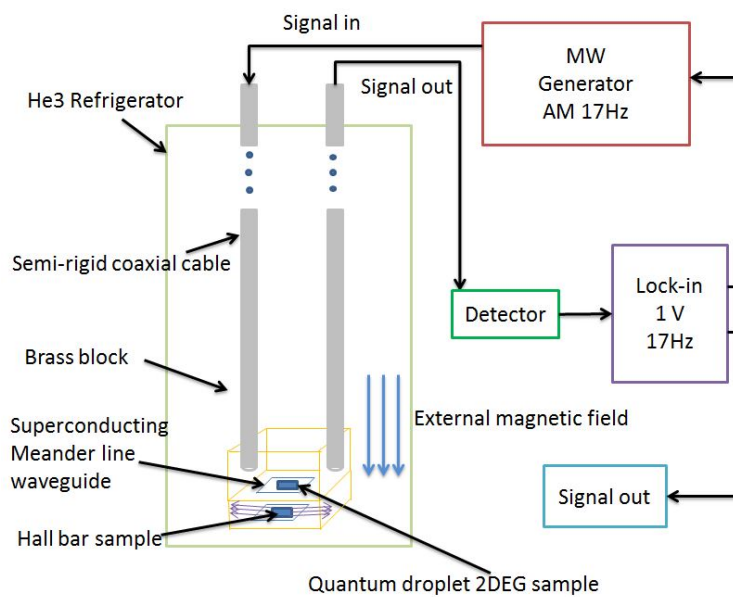 Signal in
MW
Generator
AM 17Hz
Signal out
He3 Refrigerator
Semi-rigid coaxial cable
Lock-in
1 V
17Hz
Detector
Brass block
External magnetic field
Superconducting
Meander line
waveguide
Signal out
Hall bar sample
Quantum droplet 2DEG sample